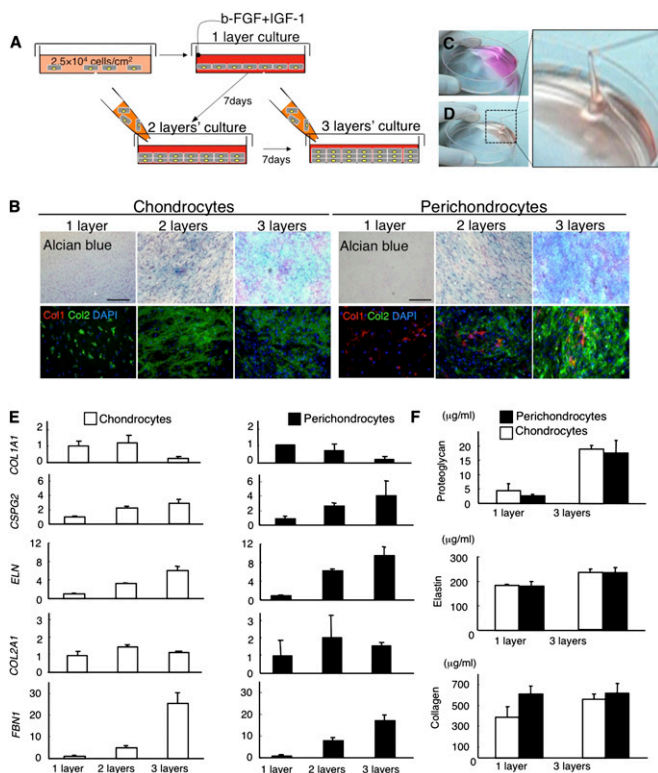 A
b-FGF+IGF-1
1 layer culture
2.5×10⁴ cells/cm²
7days
2 layers' culture
3 layers' culture
7days
C
D
B
Chondrocytes
Perichondrocytes
1 layer 2 layers 3 layers
1 layer 2 layers 3 layers
Alcian blue
Alcian blue
Col1 Col2 DAPI
Col1 Col2 DAPI
E
Chondrocytes
Perichondrocytes
COL1A1
2
1
0
2
1
0
CSPG2
6
4
2
0
6
4
2
0
ELN
12
8
4
0
12
8
4
0
COL2A1
3
2
1
0
3
2
1
0
FBN1
30
20
10
0
30
20
10
0
1 layer 2 layers 3 layers
1 layer 2 layers 3 layers
F
(μg/ml)
Perichondrocytes
Chondrocytes
Proteoglycan
20
15
10
5
0
1 layer 3 layers
(μg/ml)
Elastin
300
200
0
1 layer 3 layers
(μg/ml)
Collagen
700
500
300
0
1 layer 3 layers